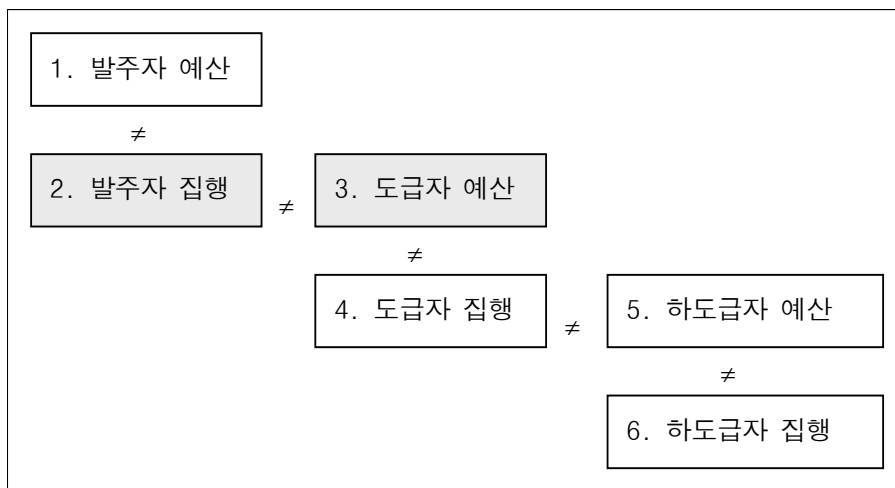 1. 발주자 예산
≠
2. 발주자 집행 ≠ 3. 도급자 예산
≠
4. 도급자 집행 ≠ 5. 하도급자 예산
≠
6. 하도급자 집행